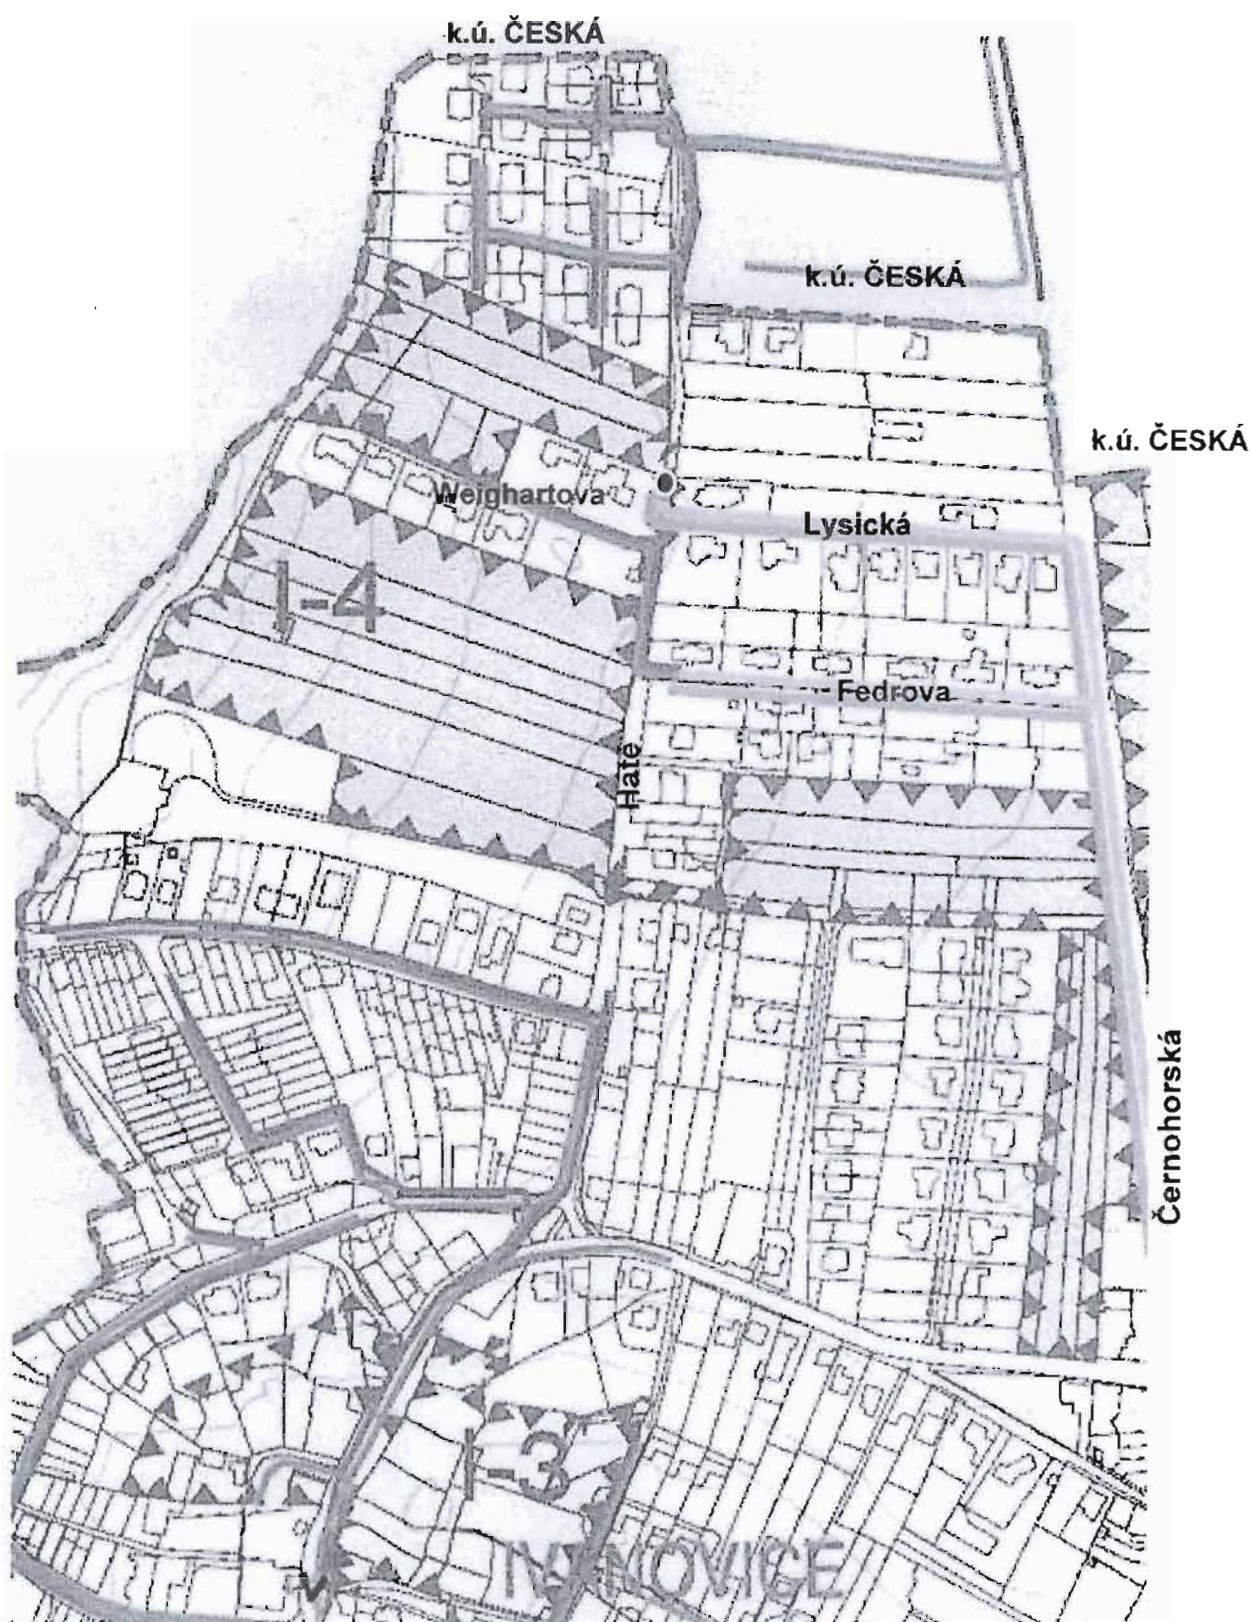 k.ú. ČESKÁ
k.ú. ČESKÁ
k.ú. ČESKÁ
Weighartova
Lysická
I-4
Fedrova
Hatě
Černohorská
I-3
IVANOVICE